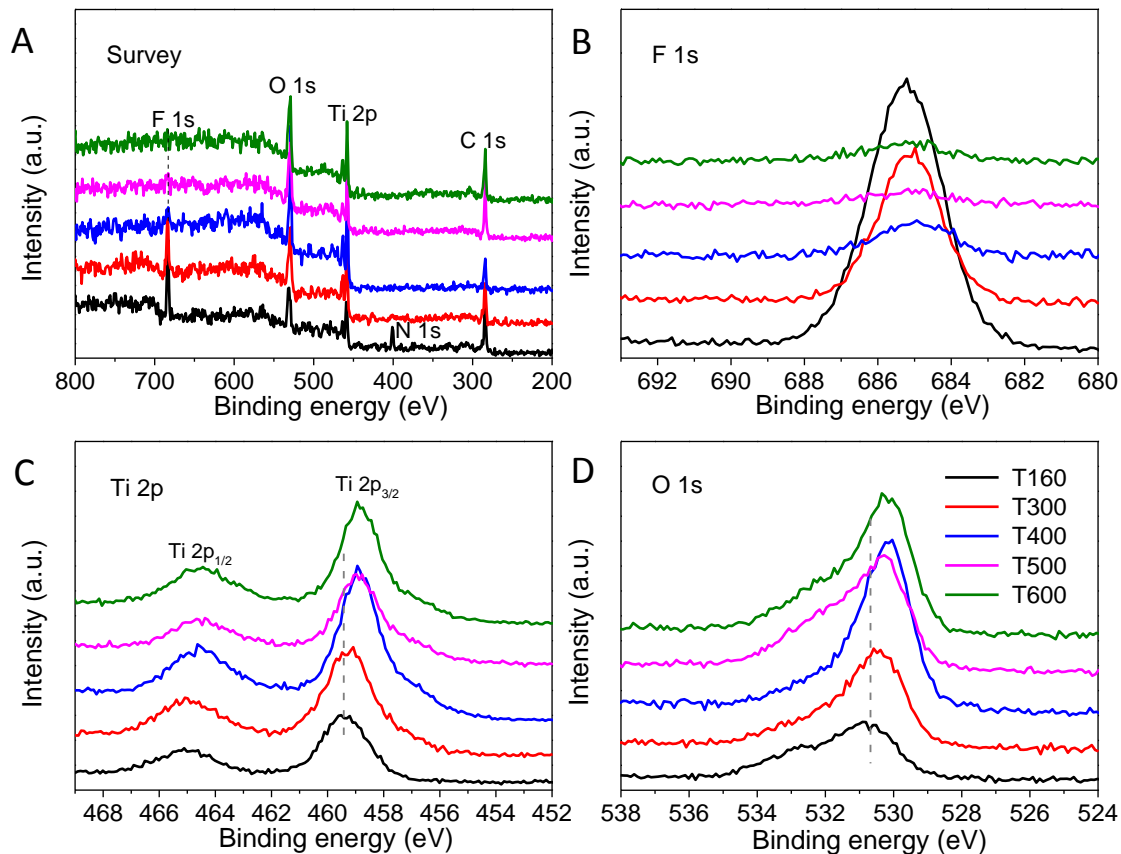 A
Survey
F 1s
O 1s
Ti 2p
C 1s
N 1s
Intensity (a.u.)
800 700 600 500 400 300 200
Binding energy (eV)
B
F 1s
Intensity (a.u.)
692 690 688 686 684 682 680
Binding energy (eV)
C
Ti 2p
Ti 2p1/2
Ti 2p3/2
Intensity (a.u.)
468 466 464 462 460 458 456 454 452
Binding energy (eV)
D
O 1s
T160
T300
T400
T500
T600
Intensity (a.u.)
538 536 534 532 530 528 526 524
Binding energy (eV)